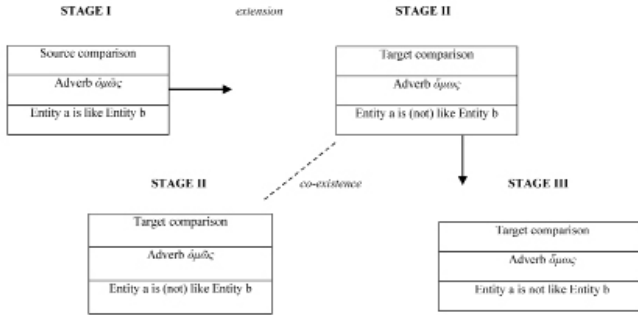 STAGE I
extension
STAGE II
Source comparison
Adverb ὁμῶς
Entity a is like Entity b
Target comparison
Adverb ὅμως
Entity a is (not) like Entity b
STAGE II
co-existence
STAGE III
Target comparison
Adverb ὁμῶς
Entity a is (not) like Entity b
Target comparison
Adverb ὅμως
Entity a is not like Entity b